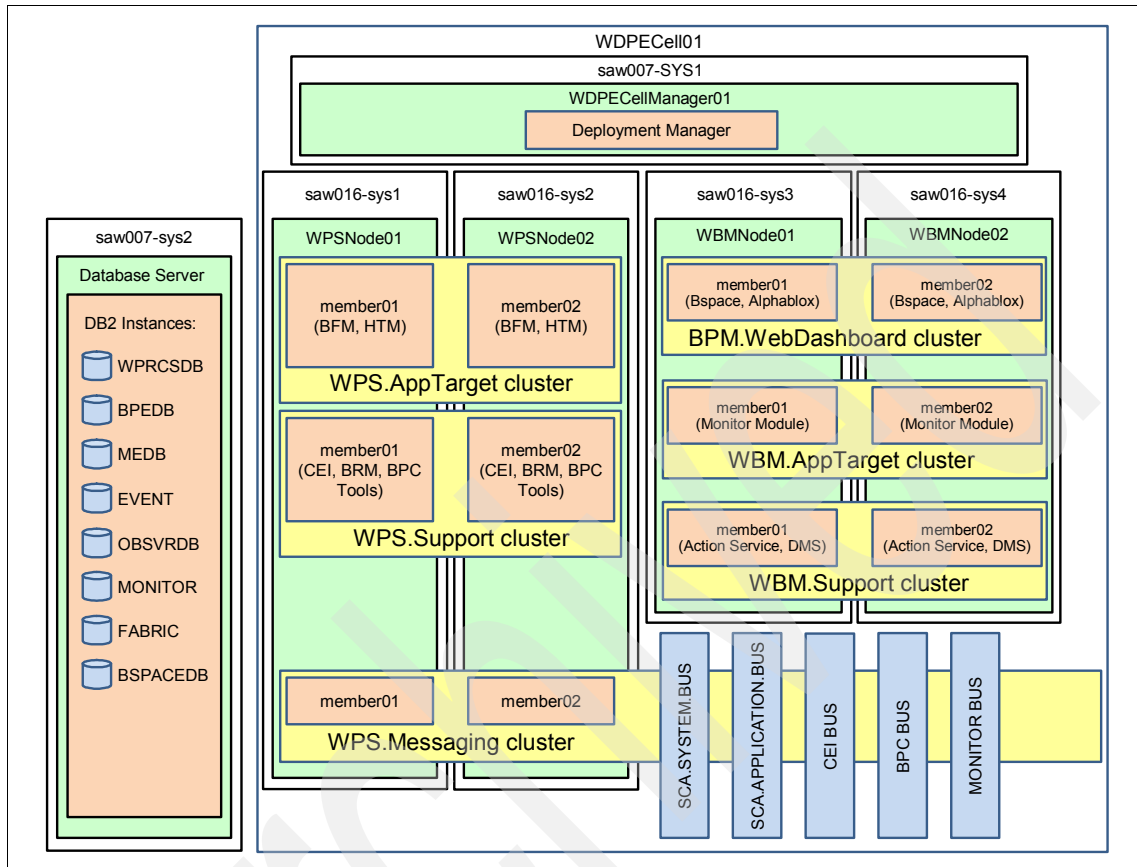 WDPECell01
saw007-SYS1
WDPECellManager01
Deployment Manager
saw007-sys2
Database Server
DB2 Instances:
WPRCSDB
BPEDB
MEDB
EVENT
OBSVRDB
MONITOR
FABRIC
BSPACEDB
saw016-sys1
saw016-sys2
saw016-sys3
saw016-sys4
WPSNode01
WPSNode02
WBMNode01
WBMNode02
member01
(BFM, HTM)
member02
(BFM, HTM)
WPS.AppTarget cluster
member01
(CEI, BRM, BPC
Tools)
member02
(CEI, BRM, BPC
Tools)
WPS.Support cluster
member01
(Bspace, Alphablox)
member02
(Bspace, Alphablox)
BPM.WebDashboard cluster
member01
(Monitor Module)
member02
(Monitor Module)
WBM.AppTarget cluster
member01
(Action Service, DMS)
member02
(Action Service, DMS)
WBM.Support cluster
member01
member02
WPS.Messaging cluster
SCA.SYSTEM.BUS
SCA.APPLICATION.BUS
CEI BUS
BPC BUS
MONITOR BUS
Archived